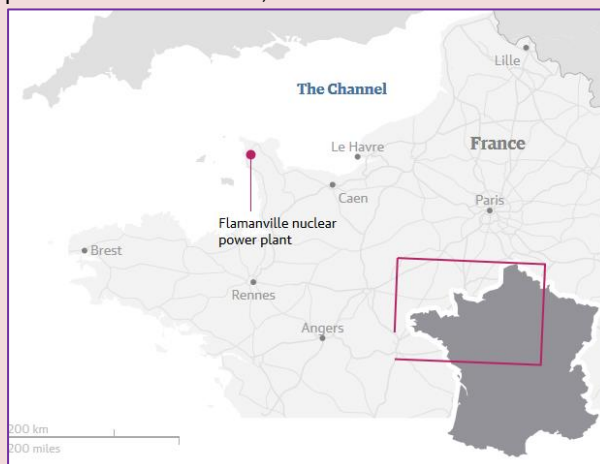 Lille
The Channel
France
Le Havre
Caen
Paris
Flamanville nuclear
power plant
Brest
Rennes
Angers
200 km
200 miles